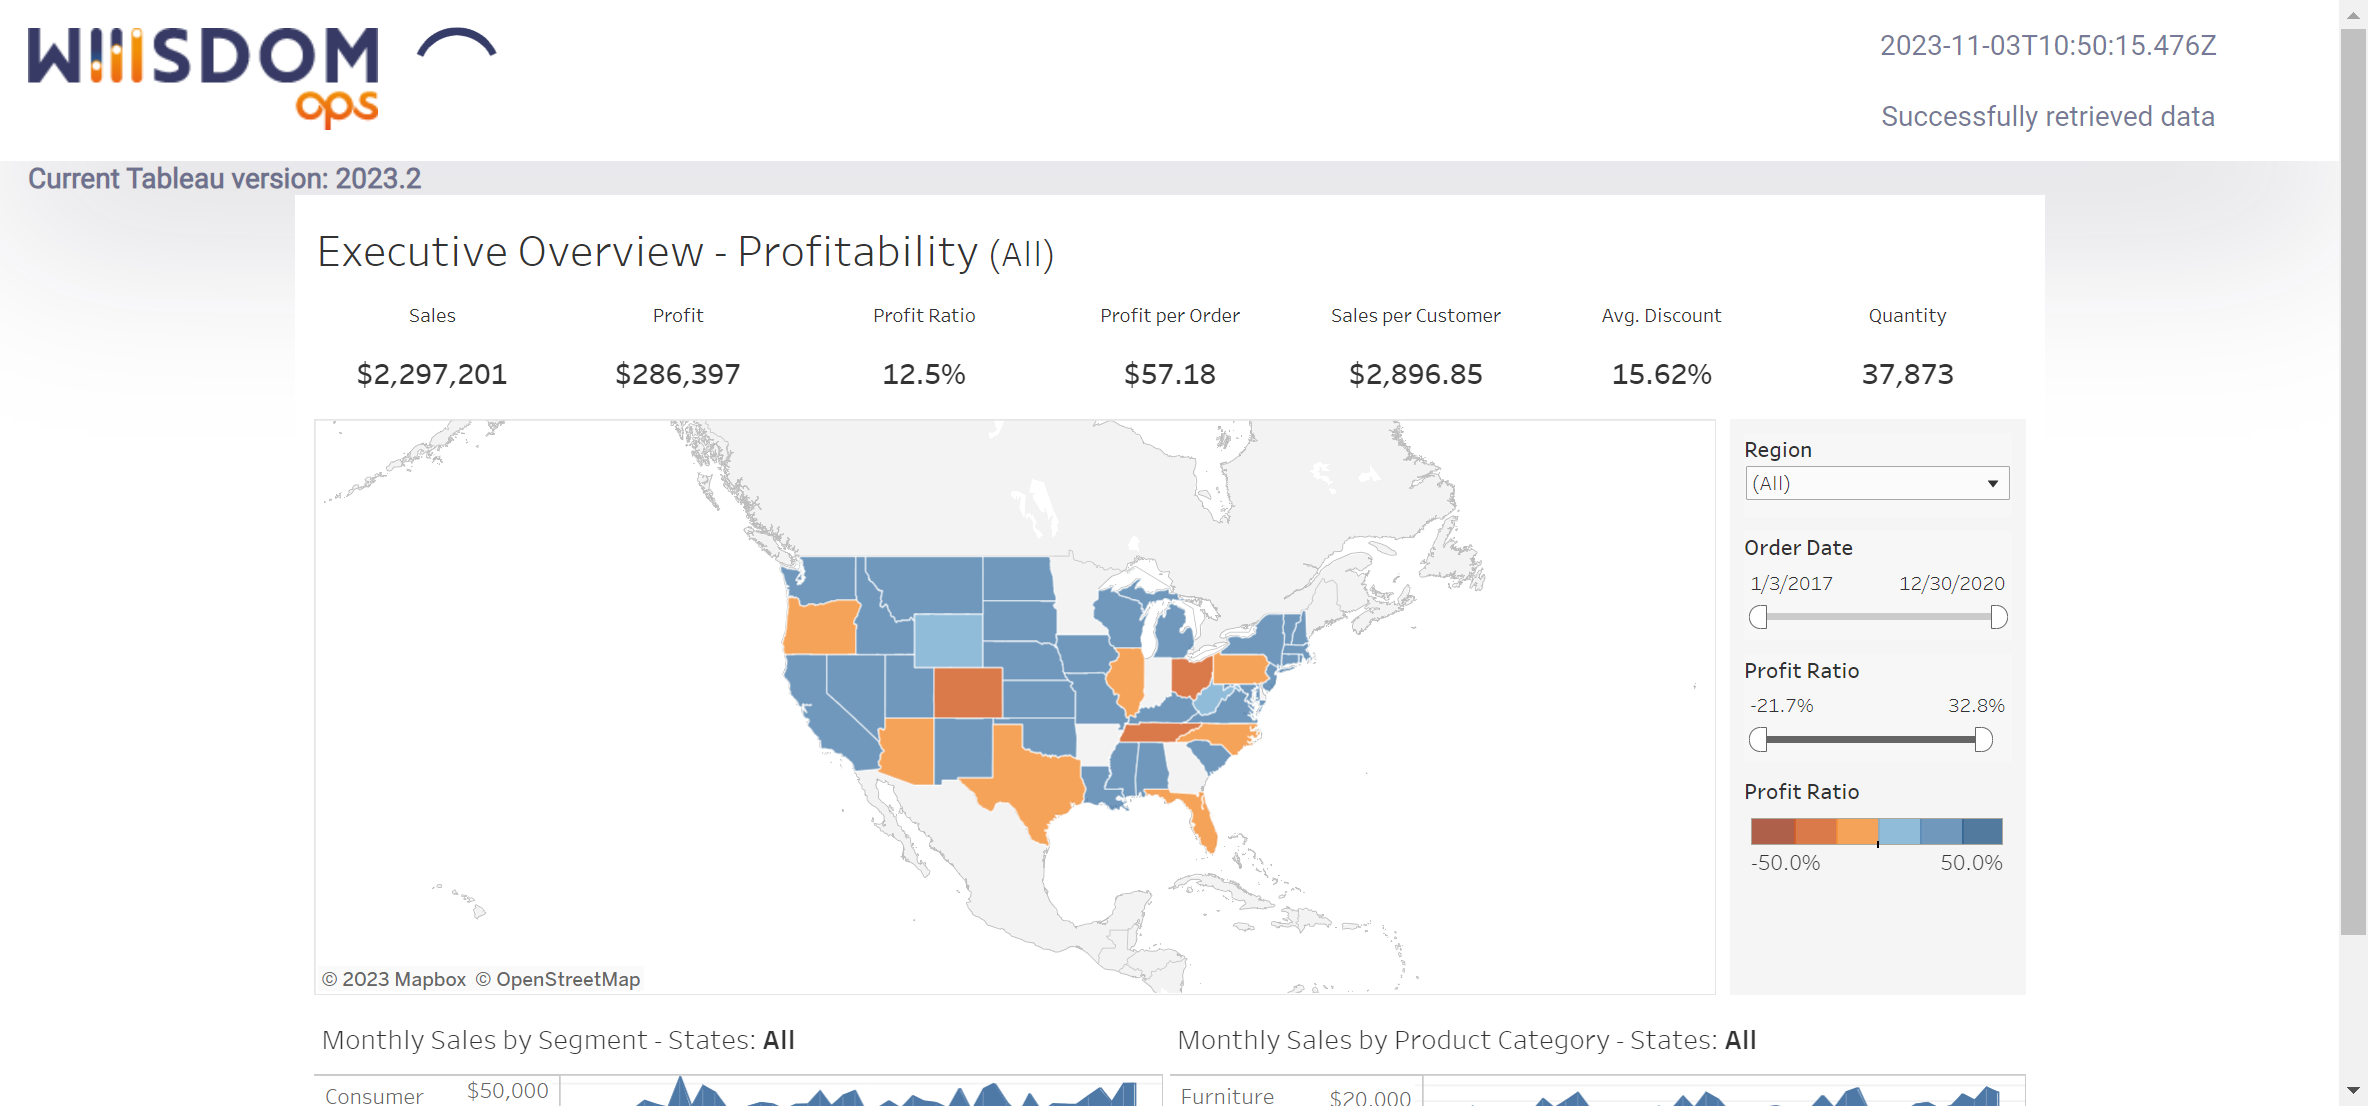 WIIISDOM
ops
2023-11-03T10:50:15.476Z
Successfully retrieved data
Current Tableau version: 2023.2
Executive Overview - Profitability (All)
Sales Profit Profit Ratio Profit per Order Sales per Customer Avg. Discount Quantity
$2,297,201 $286,397 12.5% $57.18 $2,896.85 15.62% 37,873
Region
(All)
Order Date
1/3/2017 12/30/2020
Profit Ratio
-21.7% 32.8%
Profit Ratio
-50.0% 50.0%
© 2023 Mapbox © OpenStreetMap
Monthly Sales by Segment - States: All
Monthly Sales by Product Category - States: All
Consumer $50,000
Furniture $20,000